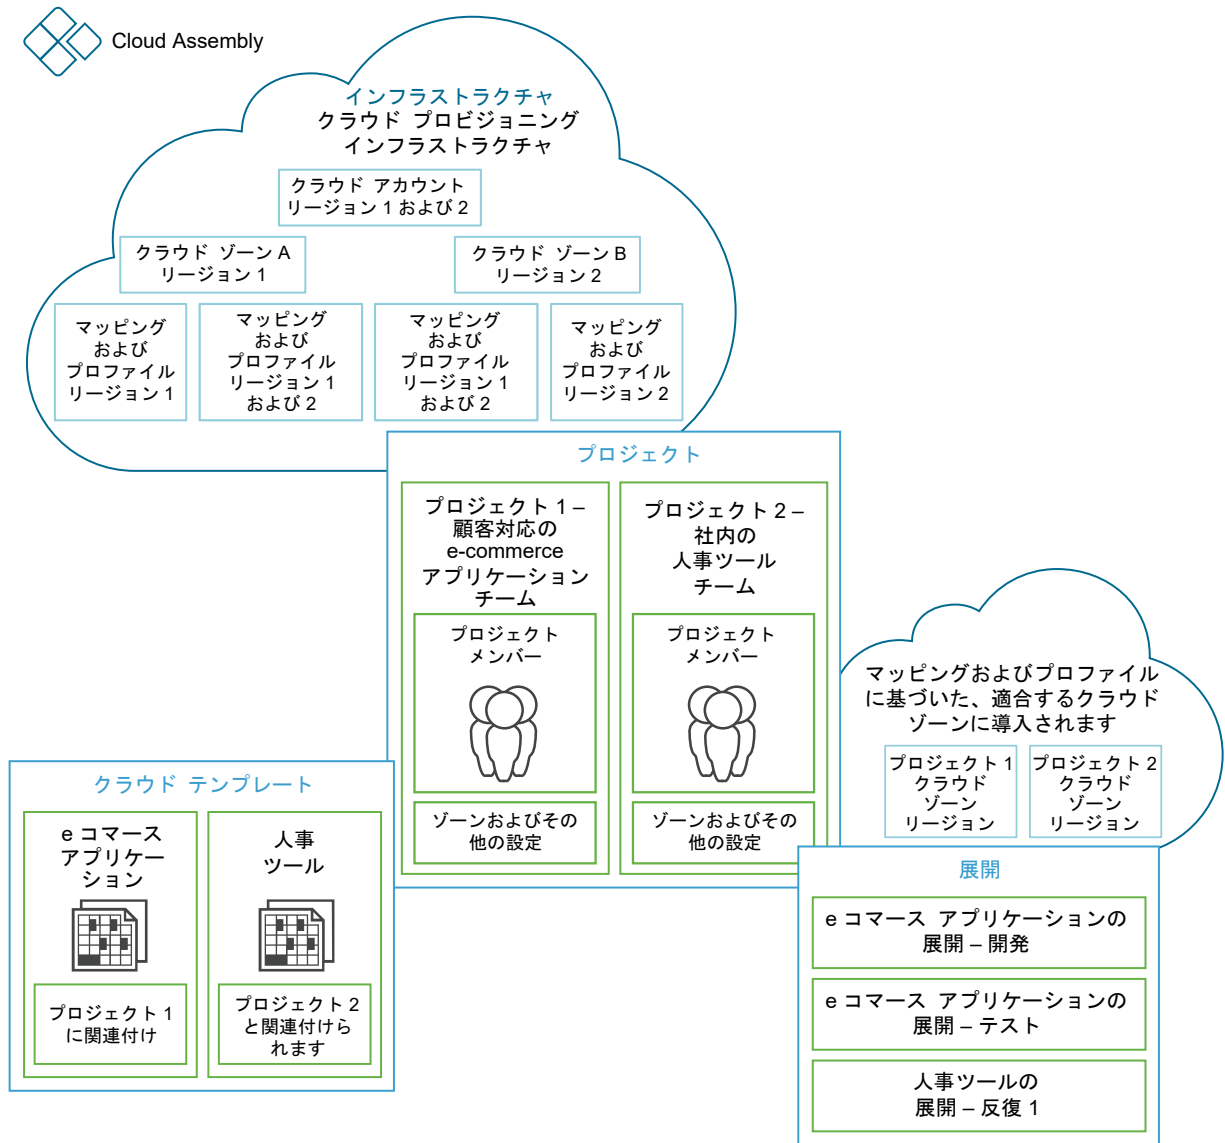 Cloud Assembly
インフラストラクチャ
クラウド プロビジョニング
インフラストラクチャ
クラウド アカウント
リージョン 1 および 2
クラウド ゾーン A
リージョン 1
クラウド ゾーン B
リージョン 2
マッピング
および
プロファイル
リージョン 1
マッピング
および
プロファイル
リージョン 1
および 2
マッピング
および
プロファイル
リージョン 1
および 2
マッピング
および
プロファイル
リージョン 2
プロジェクト
プロジェクト 1 –
顧客対応の
e-commerce
アプリケーション
チーム
プロジェクト
メンバー
ゾーンおよびその
他の設定
プロジェクト 2 –
社内の
人事ツール
チーム
プロジェクト
メンバー
ゾーンおよびその
他の設定
マッピングおよびプロファイル
に基づいた、適合するクラウド
ゾーンに導入されます
プロジェクト 1
クラウド
ゾーン
リージョン
プロジェクト 2
クラウド
ゾーン
リージョン
クラウド テンプレート
e コマース
アプリケー
ション
プロジェクト 1
に関連付け
人事
ツール
プロジェクト 2
と関連付けら
れます
展開
e コマース アプリケーションの
展開 – 開発
e コマース アプリケーションの
展開 – テスト
人事ツールの
展開 – 反復 1